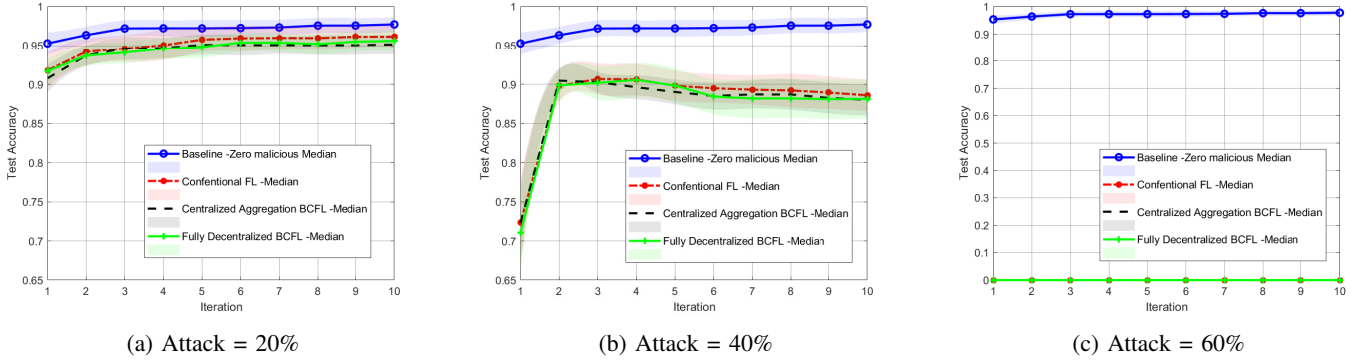 1
0.95
0.9
0.85
0.8
0.75
0.7
0.65
Test Accuracy
Baseline -Zero malicious Median
Confentional FL -Median
Centralized Aggregation BCFL -Median
Fully Decentralized BCFL -Median
1 2 3 4 5 6 7 8 9 10
Iteration
(a) Attack = 20%
1
0.95
0.9
0.85
0.8
0.75
0.7
0.65
Test Accuracy
Baseline -Zero malicious Median
Confentional FL -Median
Centralized Aggregation BCFL -Median
Fully Decentralized BCFL -Median
1 2 3 4 5 6 7 8 9 10
Iteration
(b) Attack = 40%
1
0.9
0.8
0.7
0.6
0.5
0.4
0.3
0.2
0.1
0
Test Accuracy
Baseline -Zero malicious Median
Confentional FL -Median
Centralized Aggregation BCFL -Median
Fully Decentralized BCFL -Median
1 2 3 4 5 6 7 8 9 10
Iteration
(c) Attack = 60%